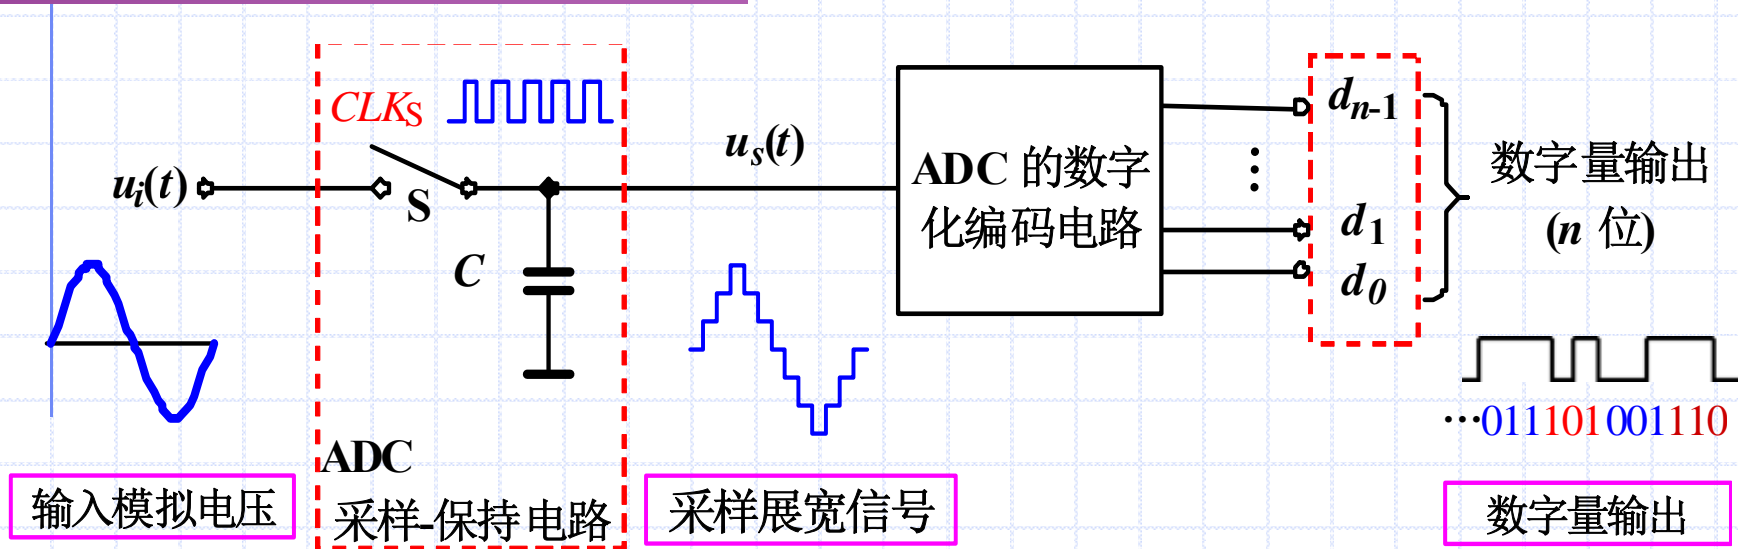 CLKS
ui(t)
S
C
us(t)
ADC 的数字
化编码电路
dn-1
⋮
d1
d0
数字量输出
(n 位)
…011101001110
ADC
采样-保持电路
输入模拟电压
采样展宽信号
数字量输出